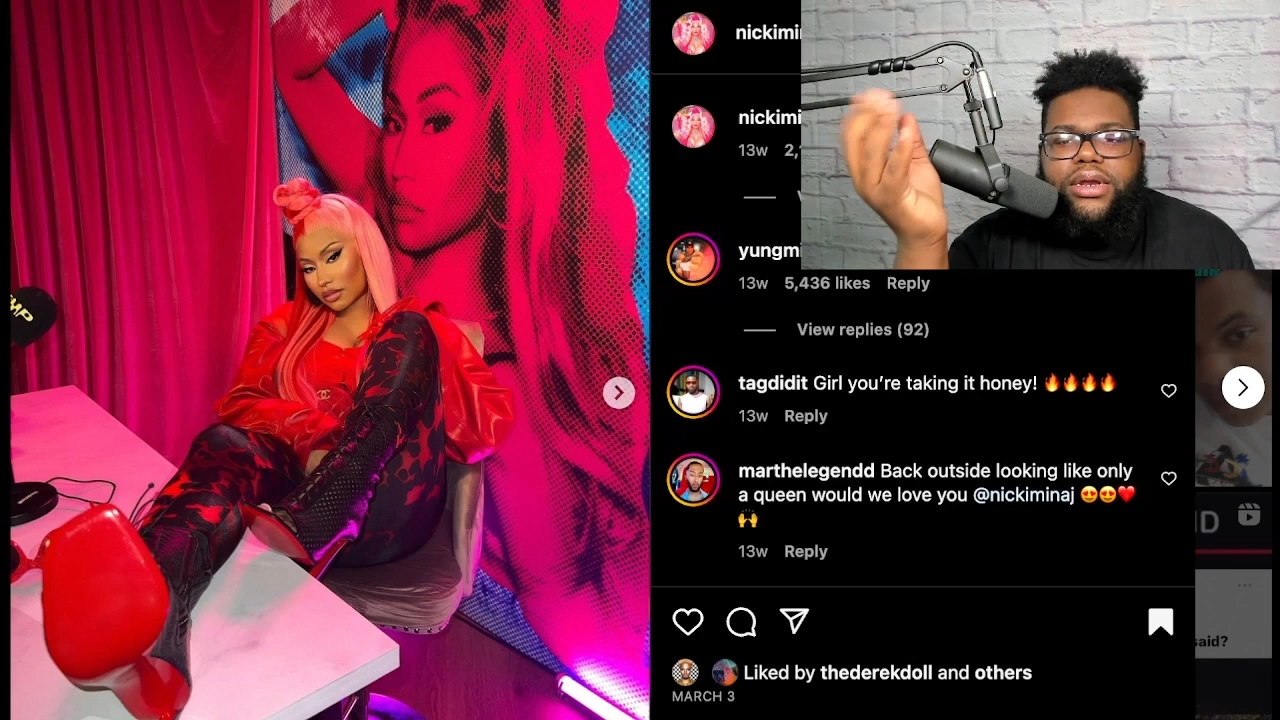 MP
nickimi
nickimi
13w 2,
yungmi
13w 5,436 likes Reply
View replies (92)
tagdidit Girl you’re taking it honey! 🔥🔥🔥🔥
13w Reply
marthelegendd Back outside looking like only
a queen would we love you @nickiminaj 😍😍❤️
🙌
13w Reply
Liked by thederekdoll and others
MARCH 3
said?